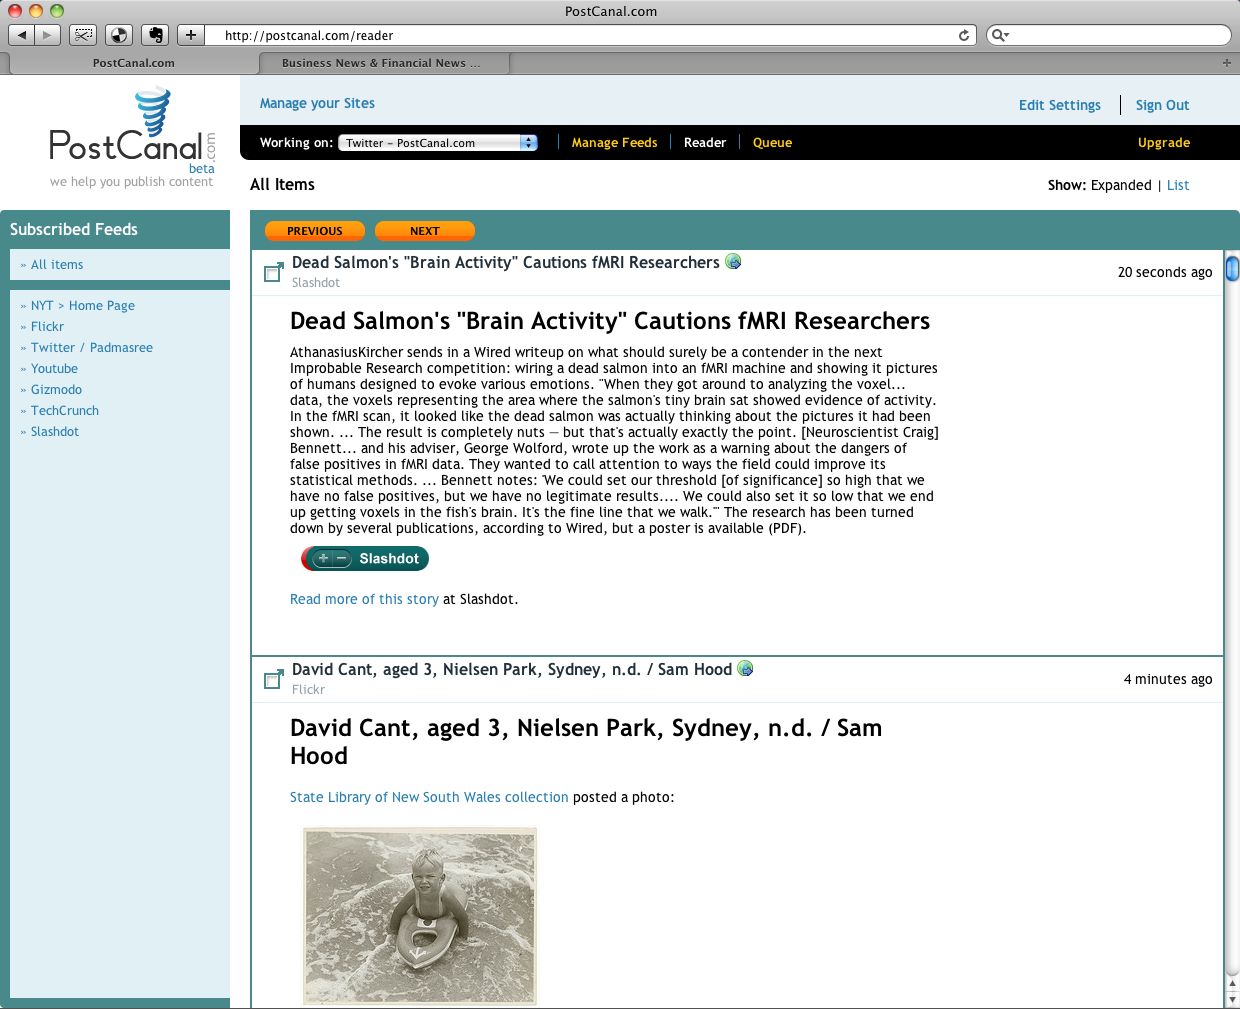 PostCanal.com
http://postcanal.com/reader
PostCanal.com
Business News & Financial News ...
PostCanal.com
beta
we help you publish content
Manage your Sites
Edit Settings
Sign Out
Working on: Twitter – PostCanal.com
Manage Feeds
Reader
Queue
Upgrade
All Items
Show: Expanded | List
Subscribed Feeds
» All items
» NYT > Home Page
» Flickr
» Twitter / Padmasree
» Youtube
» Gizmodo
» TechCrunch
» Slashdot
PREVIOUS
NEXT
Dead Salmon's "Brain Activity" Cautions fMRI Researchers
Slashdot
20 seconds ago
Dead Salmon's "Brain Activity" Cautions fMRI Researchers
AthanasiusKircher sends in a Wired writeup on what should surely be a contender in the next
Improbable Research competition: wiring a dead salmon into an fMRI machine and showing it pictures
of humans designed to evoke various emotions. "When they got around to analyzing the voxel...
data, the voxels representing the area where the salmon's tiny brain sat showed evidence of activity.
In the fMRI scan, it looked like the dead salmon was actually thinking about the pictures it had been
shown. ... The result is completely nuts — but that's actually exactly the point. [Neuroscientist Craig]
Bennett... and his adviser, George Wolford, wrote up the work as a warning about the dangers of
false positives in fMRI data. They wanted to call attention to ways the field could improve its
statistical methods. ... Bennett notes: 'We could set our threshold [of significance] so high that we
have no false positives, but we have no legitimate results.... We could also set it so low that we end
up getting voxels in the fish's brain. It's the fine line that we walk.'" The research has been turned
down by several publications, according to Wired, but a poster is available (PDF).
+ − Slashdot
Read more of this story at Slashdot.
David Cant, aged 3, Nielsen Park, Sydney, n.d. / Sam Hood
Flickr
4 minutes ago
David Cant, aged 3, Nielsen Park, Sydney, n.d. / Sam
Hood
State Library of New South Wales collection posted a photo: